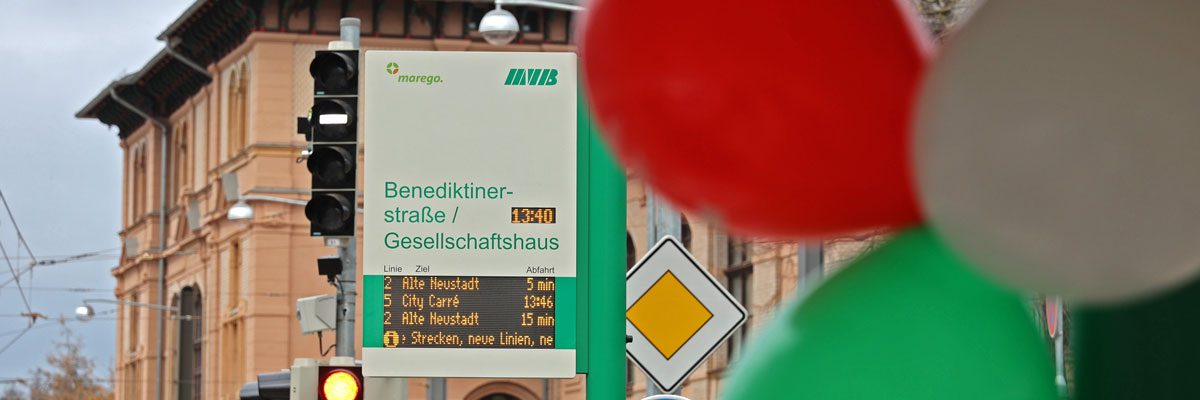 marego.
MVB
Benediktiner-
straße /
13:40
Gesellschaftshaus
Linie Ziel Abfahrt
2 Alte Neustadt 5 min
5 City Carré 13:46
2 Alte Neustadt 15 min
i Strecken, neue Linien, ne